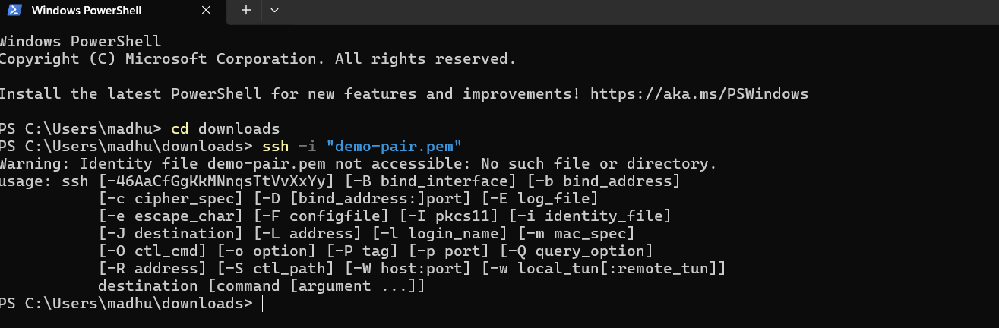 Windows PowerShell
Windows PowerShell
Copyright (C) Microsoft Corporation. All rights reserved.
Install the latest PowerShell for new features and improvements! https://aka.ms/PSWindows
PS C:\Users\madhu> cd downloads
PS C:\Users\madhu\downloads> ssh -i "demo-pair.pem"
Warning: Identity file demo-pair.pem not accessible: No such file or directory.
usage: ssh [-46AaCfGgKkMNnqsTtVvXxYy] [-B bind_interface] [-b bind_address]
           [-c cipher_spec] [-D [bind_address:]port] [-E log_file]
           [-e escape_char] [-F configfile] [-I pkcs11] [-i identity_file]
           [-J destination] [-L address] [-l login_name] [-m mac_spec]
           [-O ctl_cmd] [-o option] [-P tag] [-p port] [-Q query_option]
           [-R address] [-S ctl_path] [-W host:port] [-w local_tun[:remote_tun]]
           destination [command [argument ...]]
PS C:\Users\madhu\downloads>